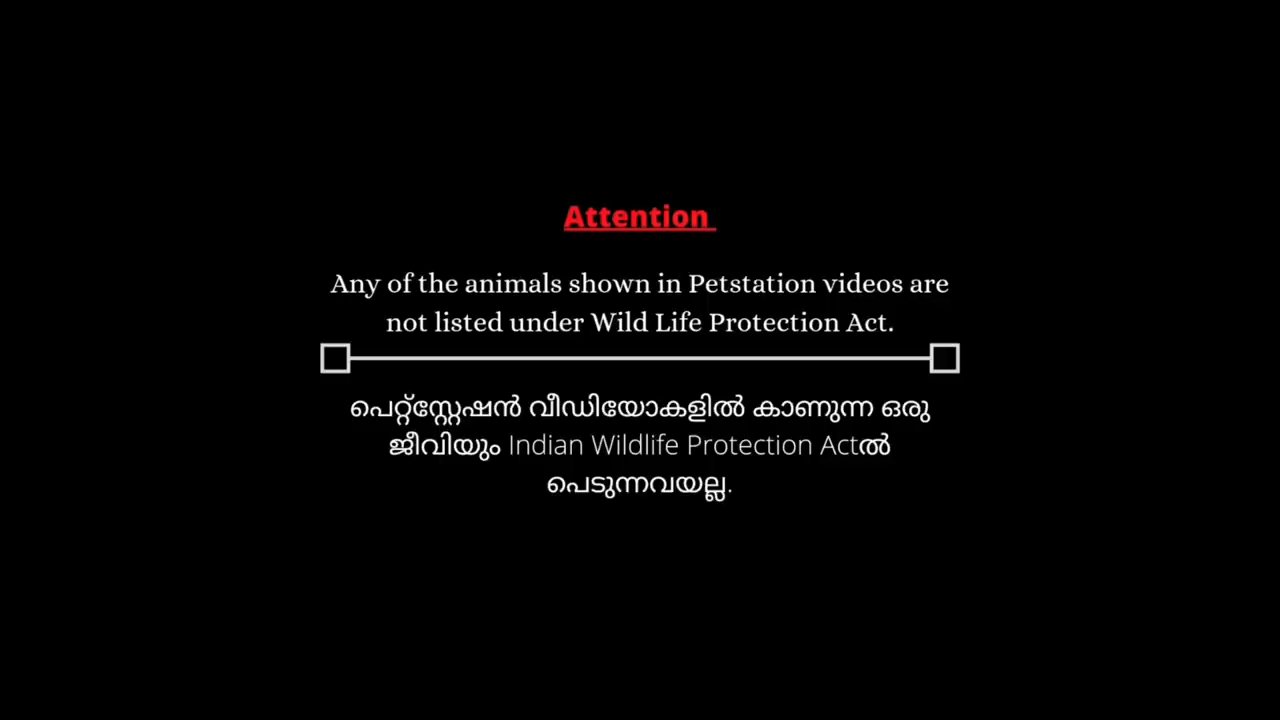 Attention
Any of the animals shown in Petstation videos are
not listed under Wild Life Protection Act.
പെറ്റ്സ്റ്റേഷൻ വീഡിയോകളിൽ കാണുന്ന ഒരു
ജീവിയും Indian Wildlife Protection Actൽ
പെടുന്നവയല്ല.